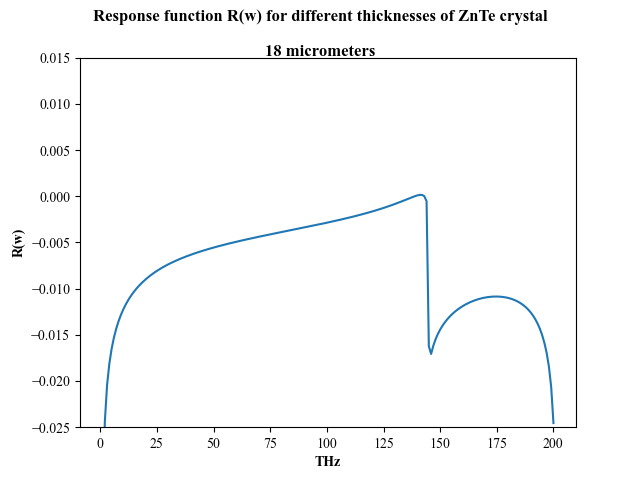 Response function R(w) for different thicknesses of ZnTe crystal
18 micrometers
0.015
0.010
0.005
0.000
−0.005
−0.010
−0.015
−0.020
−0.025
R(w)
0 25 50 75 100 125 150 175 200
THz